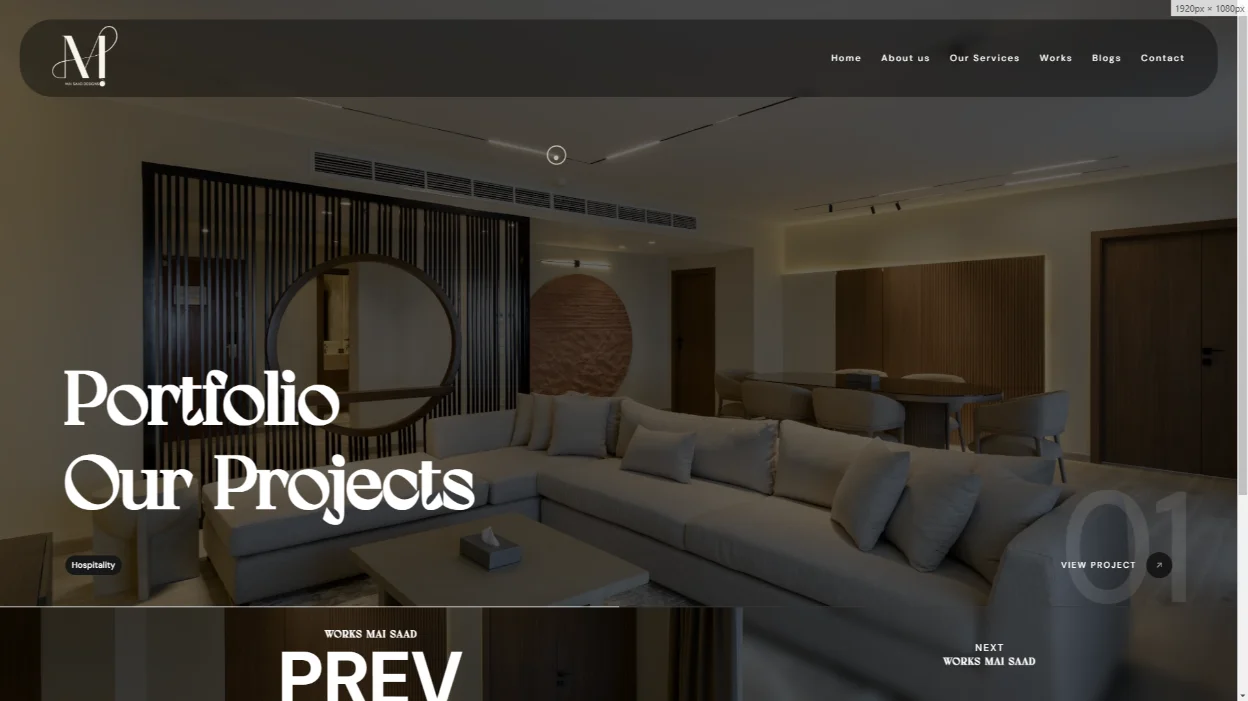 1920px × 1080px
MAI SAAD DESIGNS
Home
About us
Our Services
Works
Blogs
Contact
Portfolio
Our Projects
Hospitality
01
VIEW PROJECT
WORKS MAI SAAD
PREV
NEXT
WORKS MAI SAAD